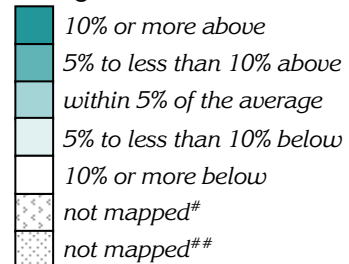 10% or more above
5% to less than 10% above
within 5% of the average
5% to less than 10% below
10% or more below
not mapped#
not mapped##